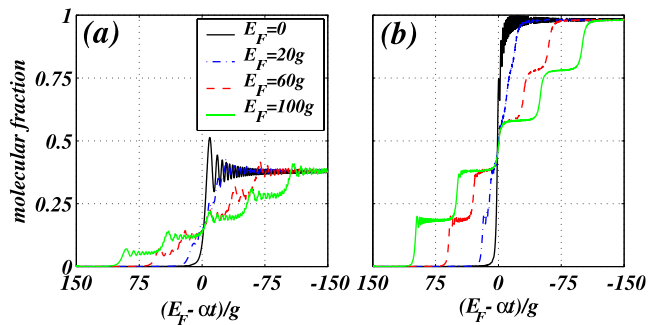 (a)
(b)
E_F=0
E_F=20g
E_F=60g
E_F=100g
molecular fraction
1
0.75
0.5
0.25
0
150 75 0 -75 -150
150 75 0 -75 -150
(E_F - αt)/g
(E_F - αt)/g